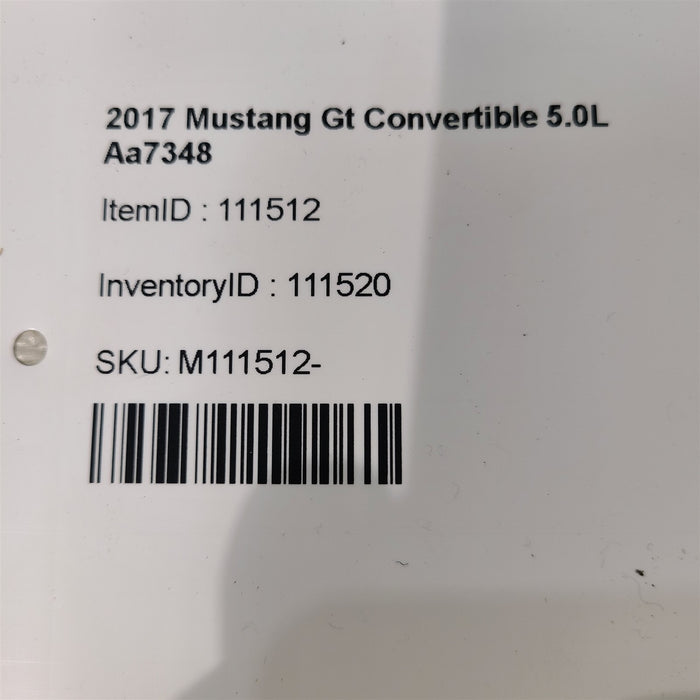 2017 Mustang Gt Convertible 5.0L
Aa7348
ItemID : 111512
InventoryID : 111520
SKU: M111512-